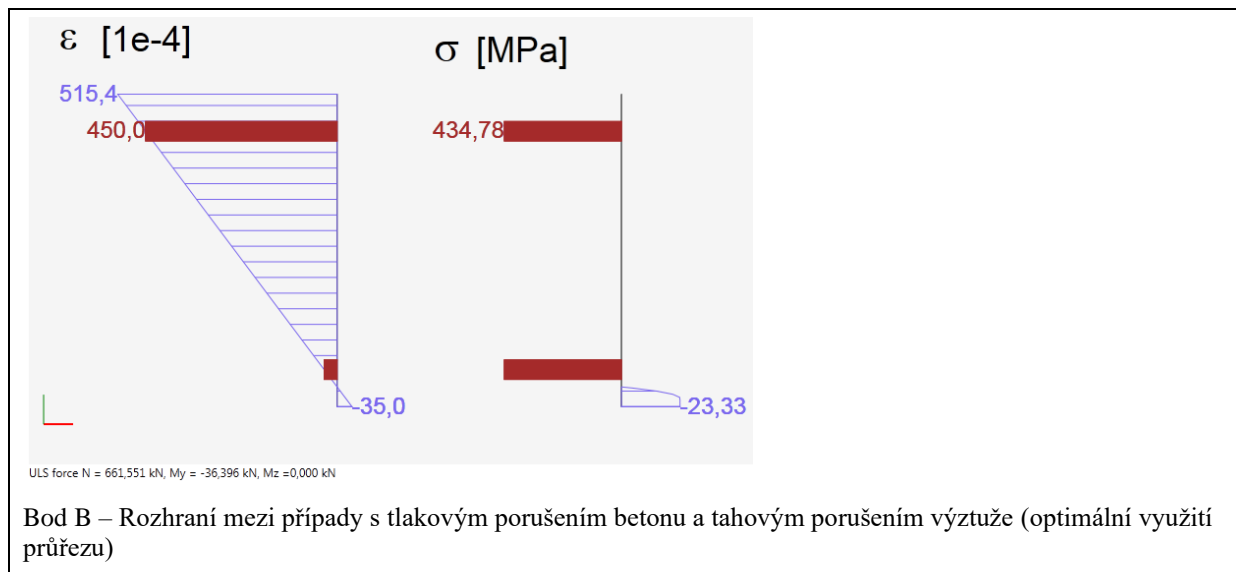 ε [1e-4]
σ [MPa]
515,4
450,0
434,78
-35,0
-23,33
ULS force N = 661,551 kN, My = -36,396 kN, Mz =0,000 kN
Bod B – Rozhraní mezi případy s tlakovým porušením betonu a tahovým porušením výztuže (optimální využití
průřezu)